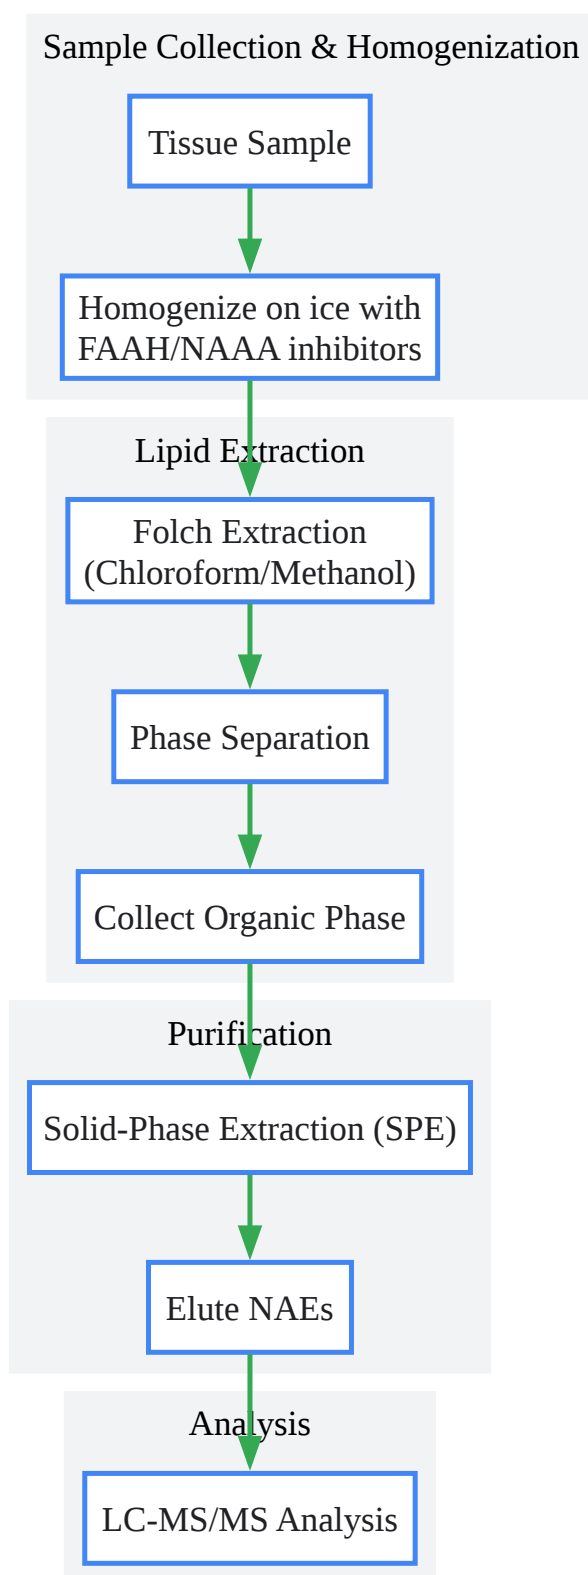 Sample Collection & Homogenization
Tissue Sample
Homogenize on ice with
FAAH/NAAA inhibitors
Lipid Extraction
Folch Extraction
(Chloroform/Methanol)
Phase Separation
Collect Organic Phase
Purification
Solid-Phase Extraction (SPE)
Elute NAEs
Analysis
LC-MS/MS Analysis